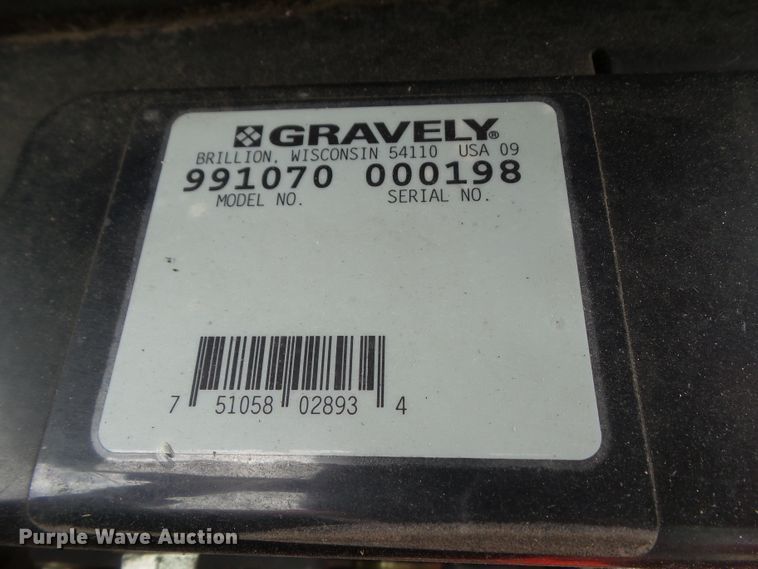 GRAVELY®
BRILLION, WISCONSIN 54110 USA 09
991070 000198
MODEL NO. SERIAL NO.
7 51058 02893 4
Purple Wave Auction